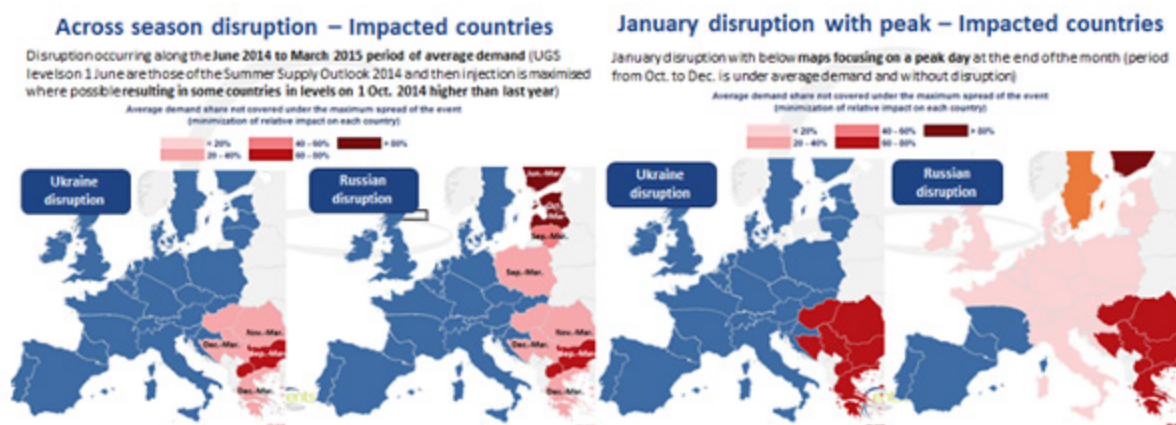 Across season disruption – Impacted countries
Disruption occurring along the June 2014 to March 2015 period of average demand (UGS
levels on 1 June are those of the Summer Supply Outlook 2014 and then injection is maximised
where possible resulting in some countries in levels on 1 Oct. 2014 higher than last year)
Average demand share not covered under the maximum spread of the event
(minimization of relative impact on each country)
< 20%
20 – 40%
40 – 60%
60 – 80%
> 80%
Ukraine
disruption
Nov.-Mar.
Dec.-Mar.
Sep.-Mar
Dec.-Mar.
Russian
disruption
Jun.-Mar.
Oct.
Mar.
Sep.-Mar.
Sep.-Mar.
Nov.-Mar.
Dec.-Mar.
Sep.-Mar
Dec.-Mar.
January disruption with peak – Impacted countries
January disruption with below maps focusing on a peak day at the end of the month (period
from Oct. to Dec. is under average demand and without disruption)
Average demand share not covered under the maximum spread of the event
(minimization of relative impact on each country)
< 20%
20 – 40%
40 – 60%
60 – 80%
> 80%
Ukraine
disruption
Russian
disruption